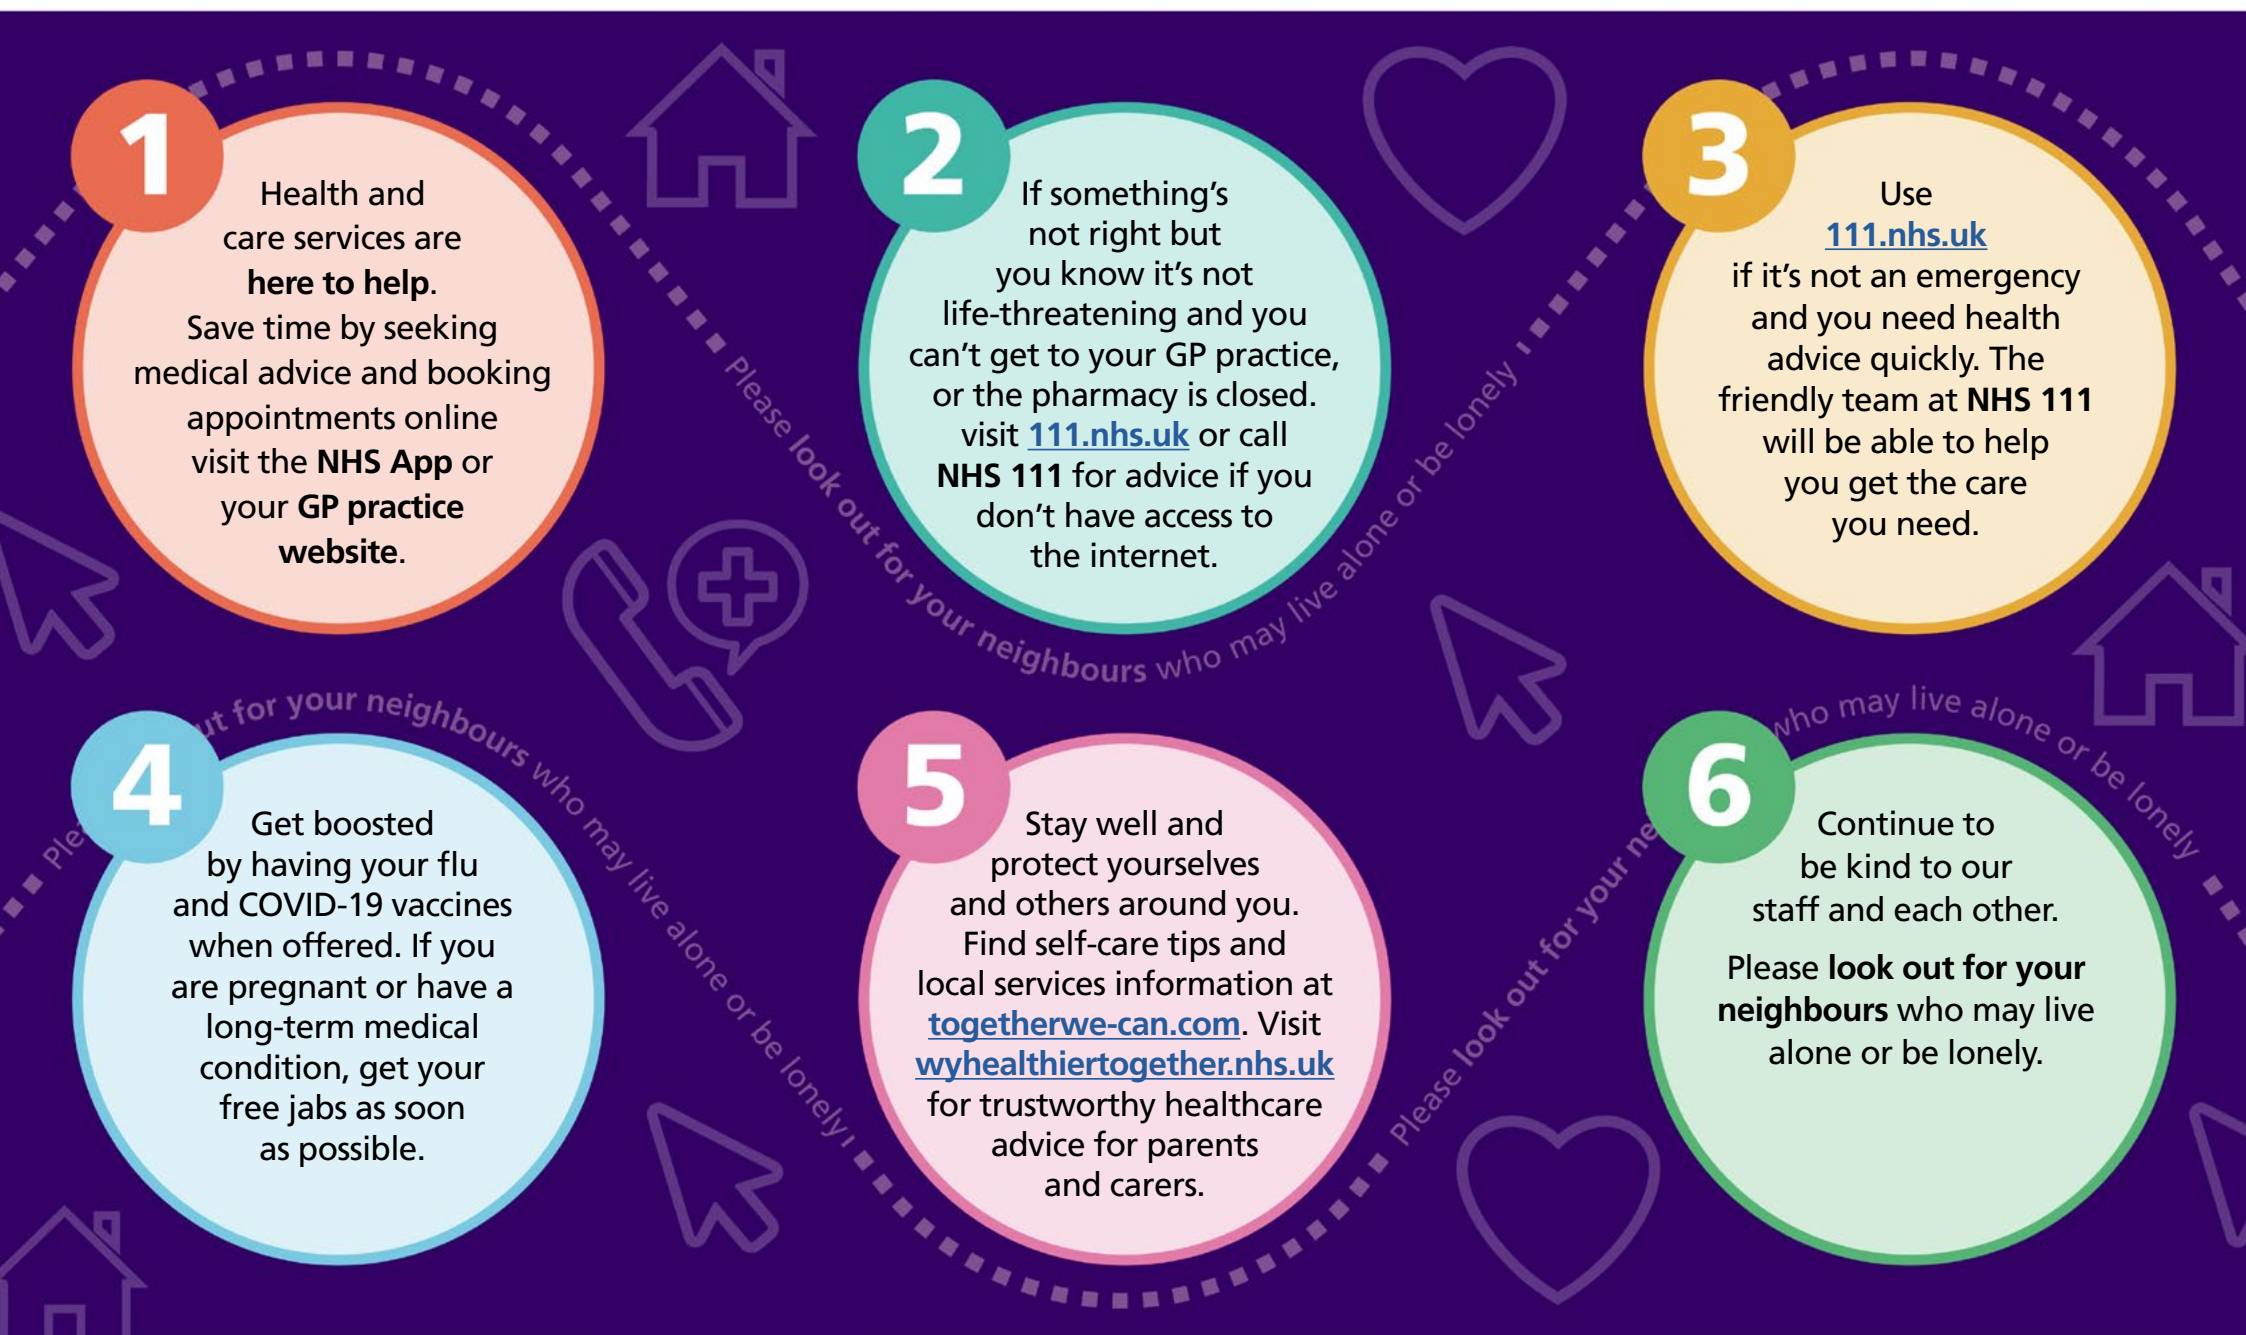 1
Health and
care services are
here to help.
Save time by seeking
medical advice and booking
appointments online
visit the NHS App or
your GP practice
website.
2
If something's
not right but
you know it's not
life-threatening and you
can't get to your GP practice,
or the pharmacy is closed.
visit 111.nhs.uk or call
NHS 111 for advice if you
don't have access to
the internet.
3
Use
111.nhs.uk
if it's not an emergency
and you need health
advice quickly. The
friendly team at NHS 111
will be able to help
you get the care
you need.
Please look out for your neighbours who may live alone or be lonely
4
Get boosted
by having your flu
and COVID-19 vaccines
when offered. If you
are pregnant or have a
long-term medical
condition, get your
free jabs as soon
as possible.
for your neighbours who may live alone or be lonely
5
Stay well and
protect yourselves
and others around you.
Find self-care tips and
local services information at
togetherwe-can.com. Visit
wyhealthiertogether.nhs.uk
for trustworthy healthcare
advice for parents
and carers.
Please look out for your
who may live alone or be lonely
6
Continue to
be kind to our
staff and each other.
Please look out for your
neighbours who may live
alone or be lonely.